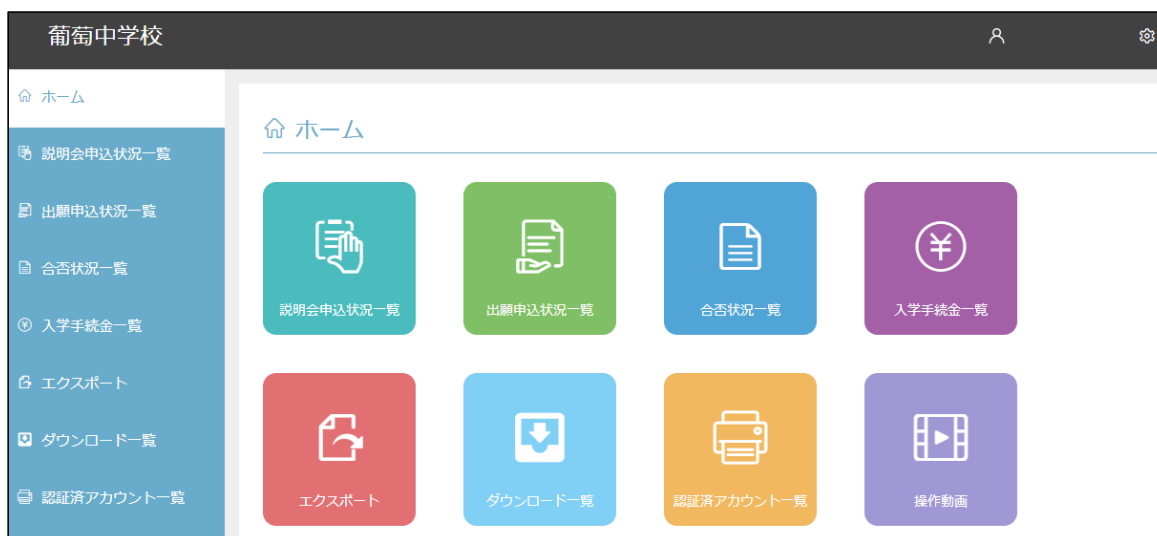 葡萄中学校
ホーム
説明会申込状況一覧
出願申込状況一覧
合否状況一覧
入学手続金一覧
エクスポート
ダウンロード一覧
認証済アカウント一覧
ホーム
説明会申込状況一覧
出願申込状況一覧
合否状況一覧
入学手続金一覧
エクスポート
ダウンロード一覧
認証済アカウント一覧
操作動画